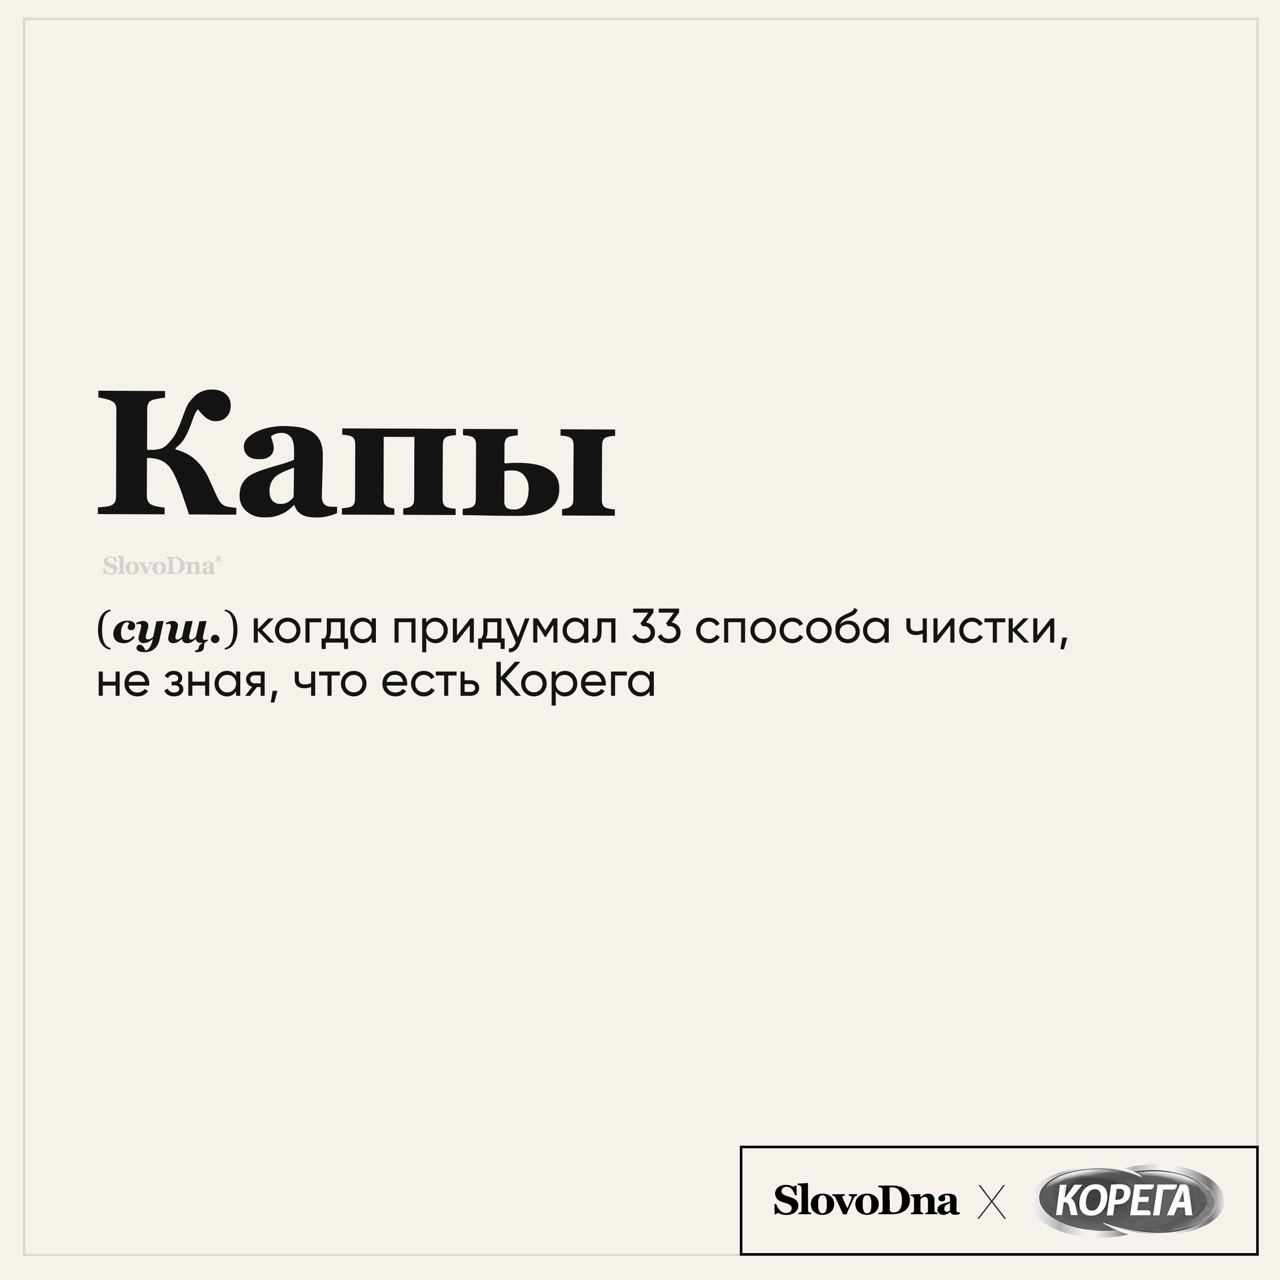 Капы
SlovoDna®
(сущ.) когда придумал 33 способа чистки,
не зная, что есть Корега
SlovoDna X КОРЕГА